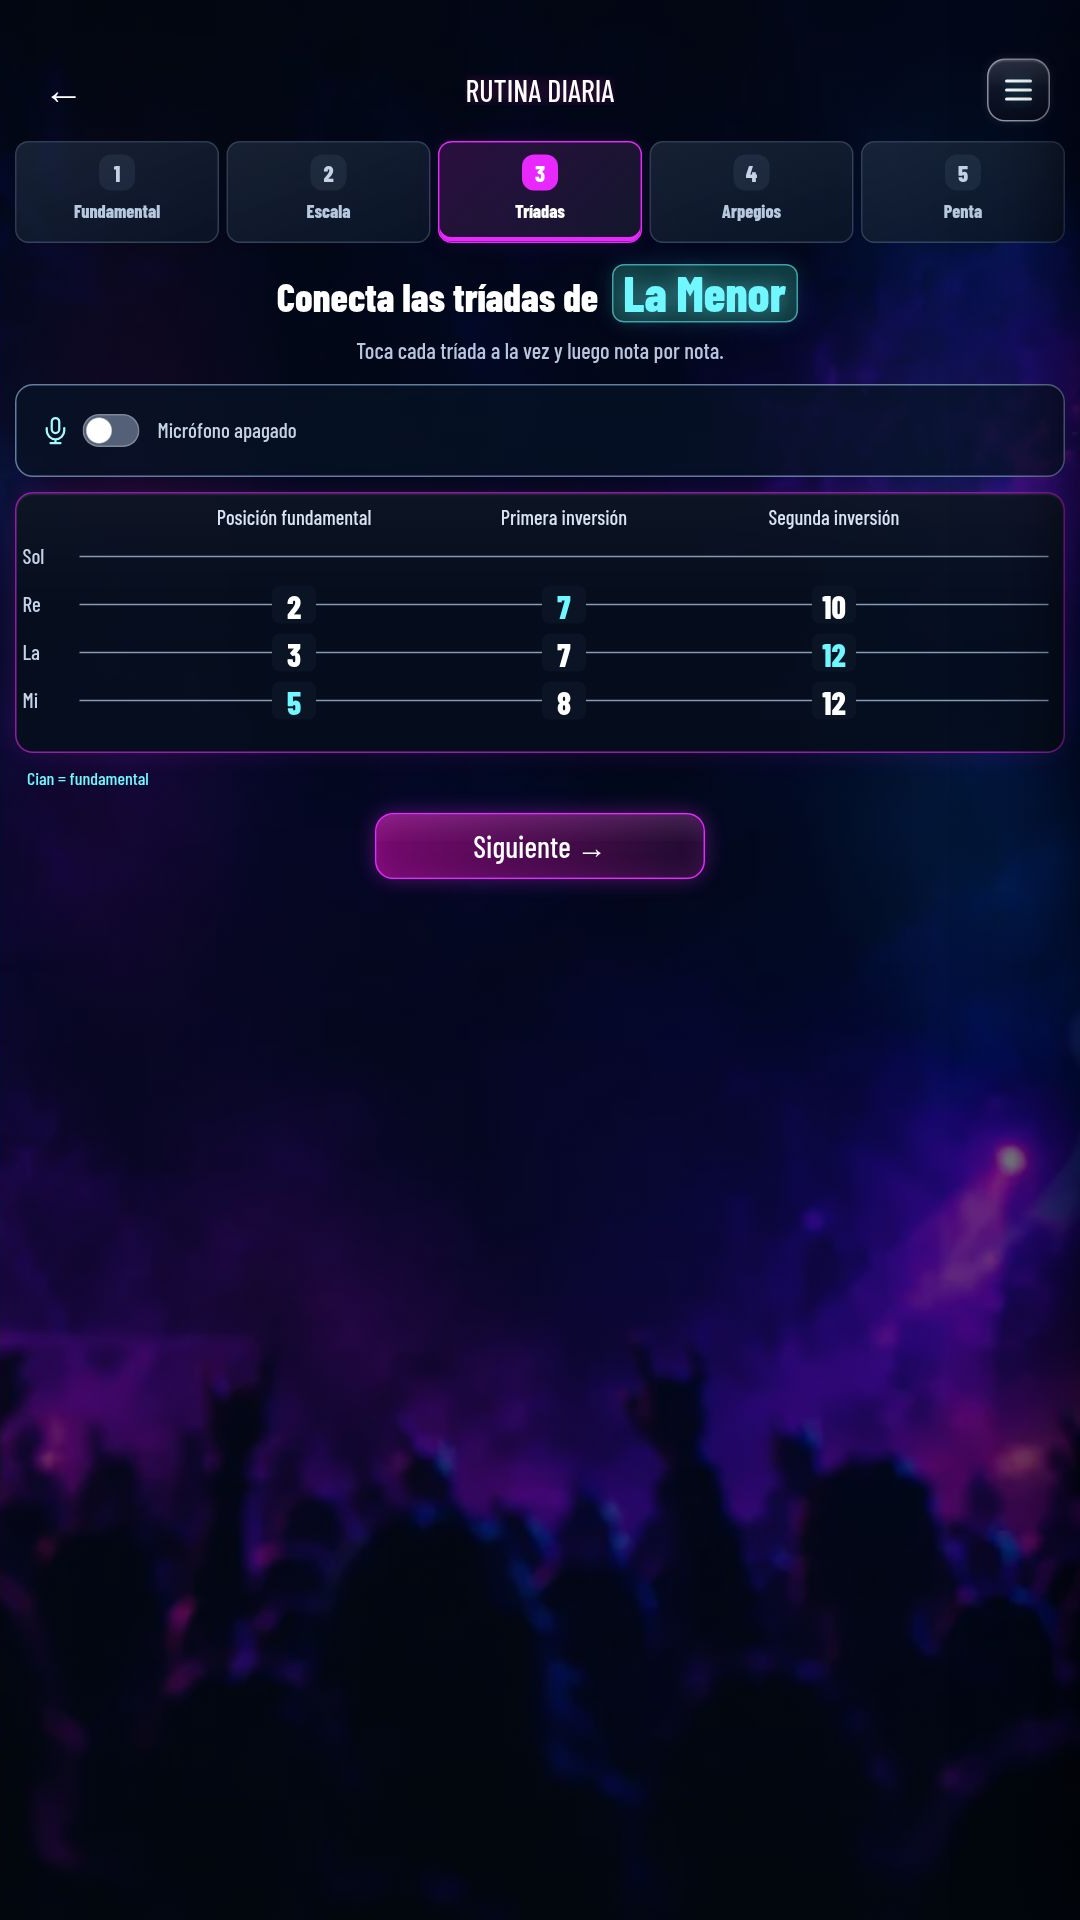 ← RUTINA DIARIA
1 2 3 4 5
Fundamental Escala Tríadas Arpegios Penta
Conecta las tríadas de La Menor
Toca cada tríada a la vez y luego nota por nota.
Micrófono apagado
Posición fundamental Primera inversión Segunda inversión
Sol
Re 2 7 10
La 3 7 12
Mi 5 8 12
Cian = fundamental
Siguiente →